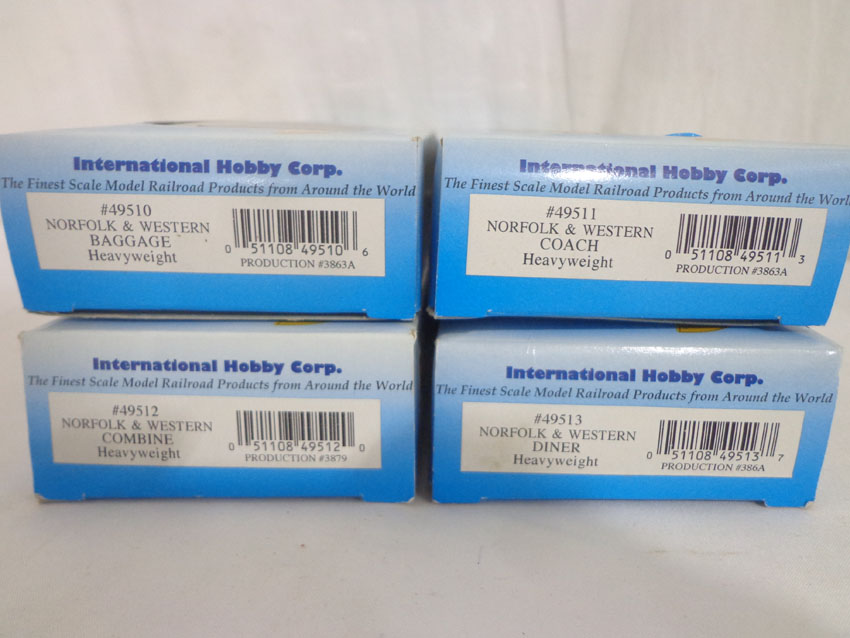 International Hobby Corp.
The Finest Scale Model Railroad Products from Around the World
#49510
NORFOLK & WESTERN
BAGGAGE
Heavyweight
0 51108 49510 6
PRODUCTION #3863A
International Hobby Corp.
The Finest Scale Model Railroad Products from Around the World
#49511
NORFOLK & WESTERN
COACH
Heavyweight
0 51108 49511 3
PRODUCTION #3863A
International Hobby Corp.
The Finest Scale Model Railroad Products from Around the World
#49512
NORFOLK & WESTERN
COMBINE
Heavyweight
0 51108 49512 0
PRODUCTION #3879
International Hobby Corp.
The Finest Scale Model Railroad Products from Around the World
#49513
NORFOLK & WESTERN
DINER
Heavyweight
0 51108 49513 7
PRODUCTION #386A